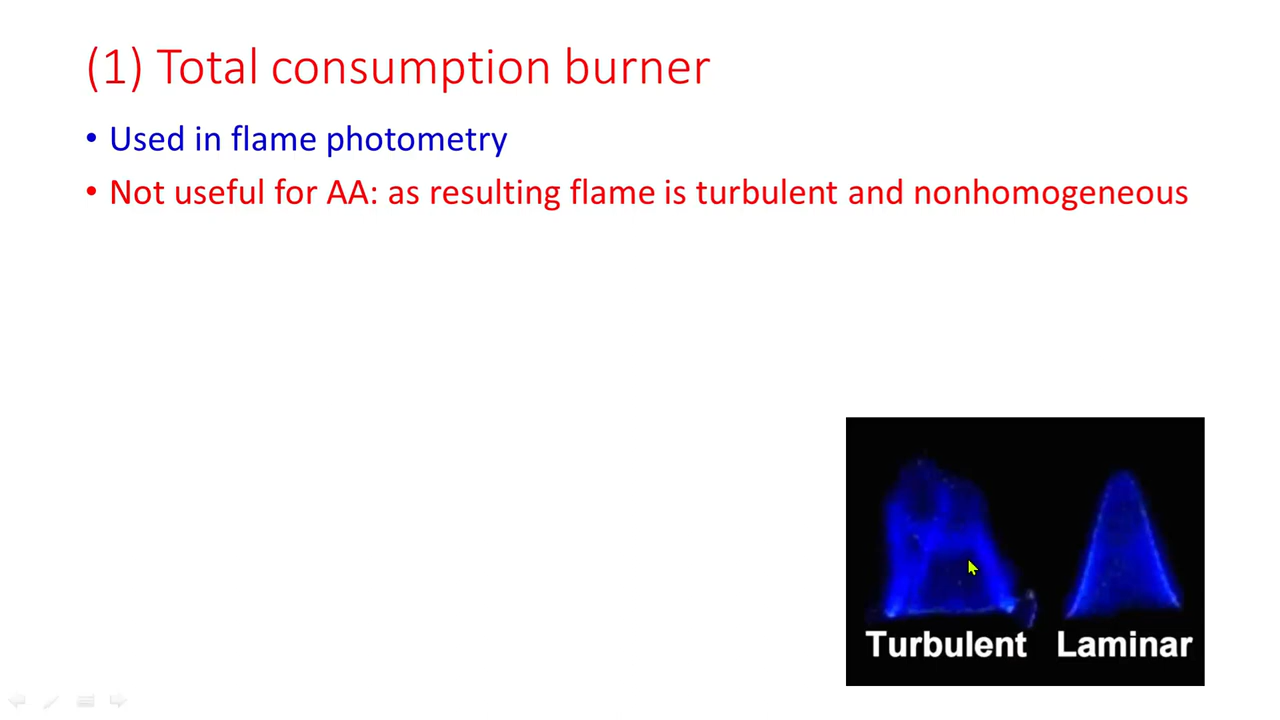 (1) Total consumption burner
• Used in flame photometry
• Not useful for AA: as resulting flame is turbulent and nonhomogeneous
Turbulent Laminar